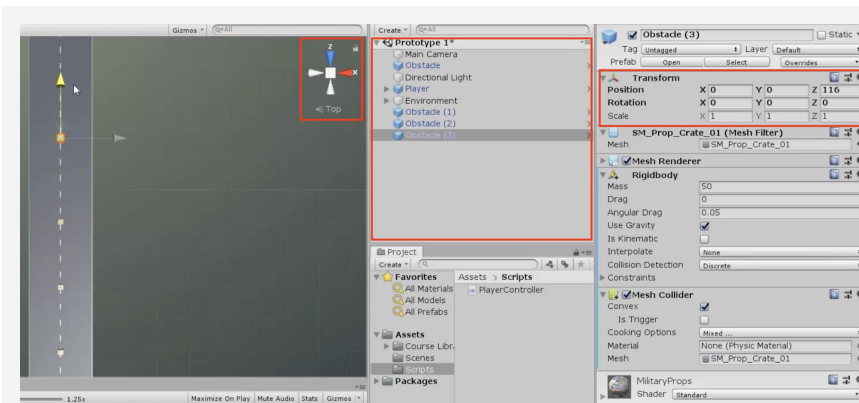 Gizmos
All
z
x
Top
1.25x
Maximize On Play Mute Audio Stats Gizmos
Create All
Prototype 1*
Main Camera
Obstacle
Directional Light
Player
Environment
Obstacle (1)
Obstacle (2)
Obstacle (3)
Project
Create
Favorites
All Materials
All Models
All Prefabs
Assets
Course Libr
Scenes
Scripts
Packages
Assets > Scripts
PlayerController
Obstacle (3) Static
Tag Untagged Layer Default
Prefab Open Select Overrides
Transform
Position X 0 Y 0 Z 116
Rotation X 0 Y 0 Z 0
Scale X 1 Y 1 Z 1
SM_Prop_Crate_01 (Mesh Filter)
Mesh SM_Prop_Crate_01
Mesh Renderer
Rigidbody
Mass 50
Drag 0
Angular Drag 0.05
Use Gravity
Is Kinematic
Interpolate None
Collision Detection Discrete
Constraints
Mesh Collider
Convex
Is Trigger
Cooking Options Mixed ...
Material None (Physic Material)
Mesh SM_Prop_Crate_01
MilitaryProps
Shader Standard